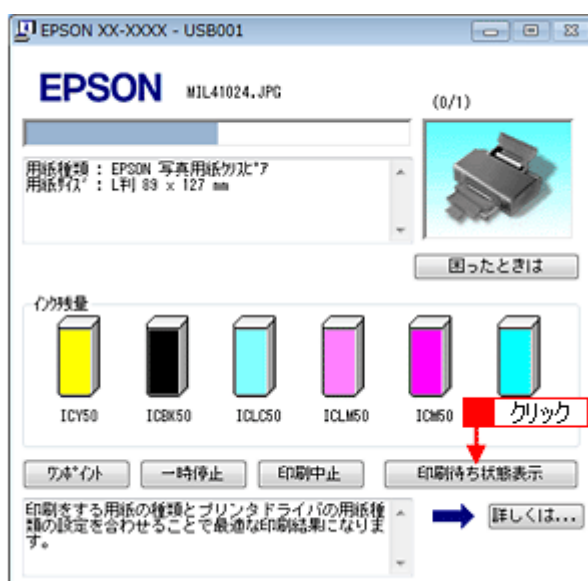 EPSON XX-XXXX - USB001
EPSON
MIL41024.JPG
(0/1)
用紙種類 : EPSON 写真用紙クリスピア
用紙サイズ : L判 89 x 127 mm
困ったときは
インク残量
ICY50
ICBK50
ICLC50
ICLM50
ICM50
クリック
ワンポイント
一時停止
印刷中止
印刷待ち状態表示
印刷をする用紙の種類とプリンタドライバの用紙種
類の設定を合わせることで最適な印刷結果になりま
す。
詳しくは...